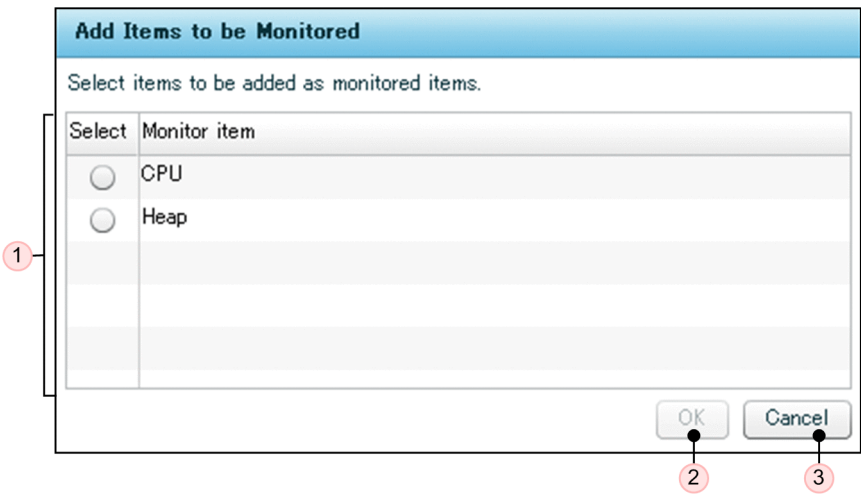 Add Items to be Monitored
Select items to be added as monitored items.
Select Monitor item
CPU
Heap
1
OK Cancel
2 3